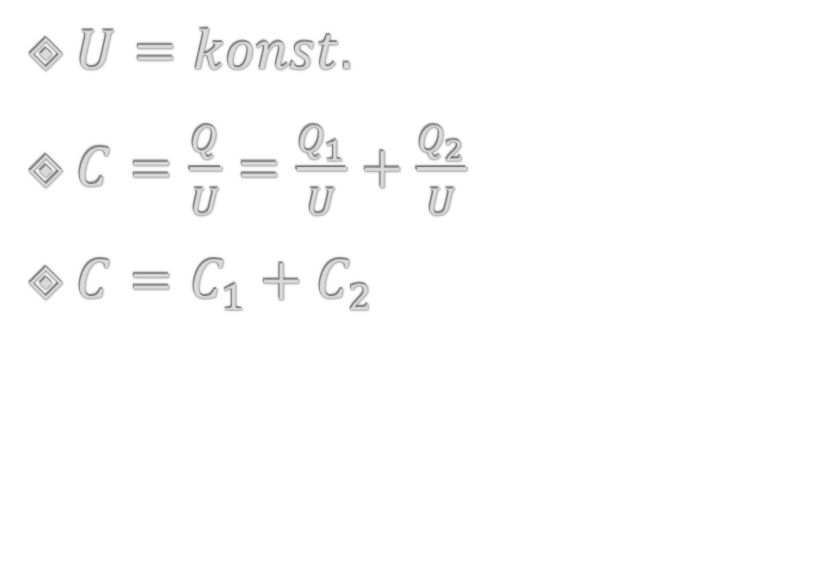 ◈ U = konst.
◈ C = Q/U = Q₁/U + Q₂/U
◈ C = C₁ + C₂